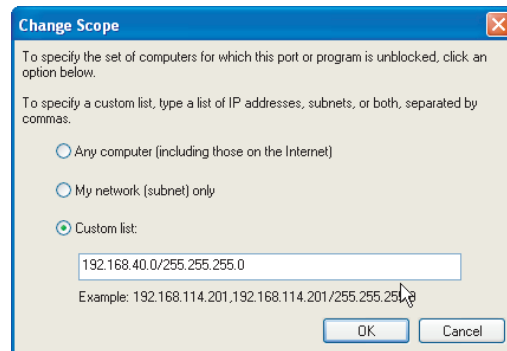 Change Scope
To specify the set of computers for which this port or program is unblocked, click an
option below.
To specify a custom list, type a list of IP addresses, subnets, or both, separated by
commas.
Any computer (including those on the Internet)
My network (subnet) only
Custom list:
192.168.40.0/255.255.255.0
Example: 192.168.114.201,192.168.114.201/255.255.255.0
OK
Cancel